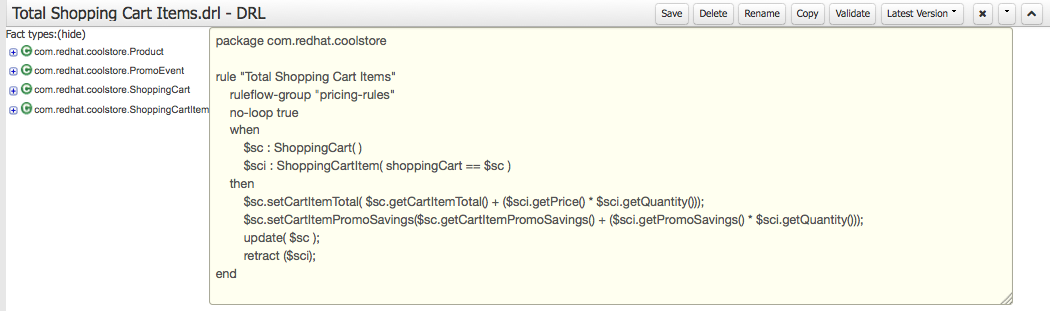 Total Shopping Cart Items.drl - DRL
Save Delete Rename Copy Validate Latest Version
Fact types:(hide)
com.redhat.coolstore.Product
com.redhat.coolstore.PromoEvent
com.redhat.coolstore.ShoppingCart
com.redhat.coolstore.ShoppingCartItem
package com.redhat.coolstore
rule "Total Shopping Cart Items"
ruleflow-group "pricing-rules"
no-loop true
when
$sc : ShoppingCart( )
$sci : ShoppingCartItem( shoppingCart == $sc )
then
$sc.setCartItemTotal( $sc.getCartItemTotal() + ($sci.getPrice() * $sci.getQuantity()));
$sc.setCartItemPromoSavings($sc.getCartItemPromoSavings() + ($sci.getPromoSavings() * $sci.getQuantity()));
update( $sc );
retract ($sci);
end